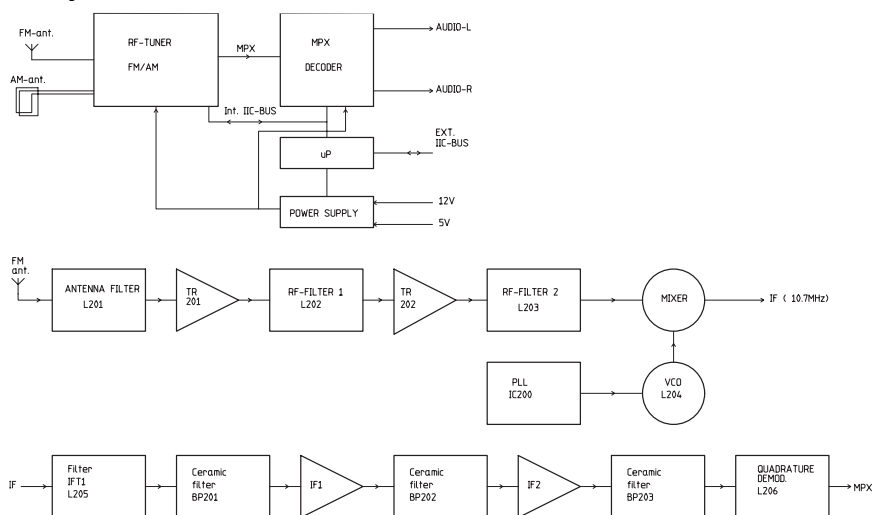 FM-ant.
RF-TUNER
FM/AM
MPX
MPX
DECODER
AUDIO-L
AM-ant.
AUDIO-R
Int. IIC-BUS
EXT.
IIC-BUS
uP
POWER SUPPLY
12V
5V
FM
ant.
ANTENNA FILTER
L201
TR
201
RF-FILTER 1
L202
TR
202
RF-FILTER 2
L203
MIXER
IF ( 10.7MHz)
PLL
IC200
VCO
L204
IF
Filter
IFT1
L205
Ceramic
filter
BP201
IF1
Ceramic
filter
BP202
IF2
Ceramic
filter
BP203
QUADRATURE
DEMOD.
L206
MPX